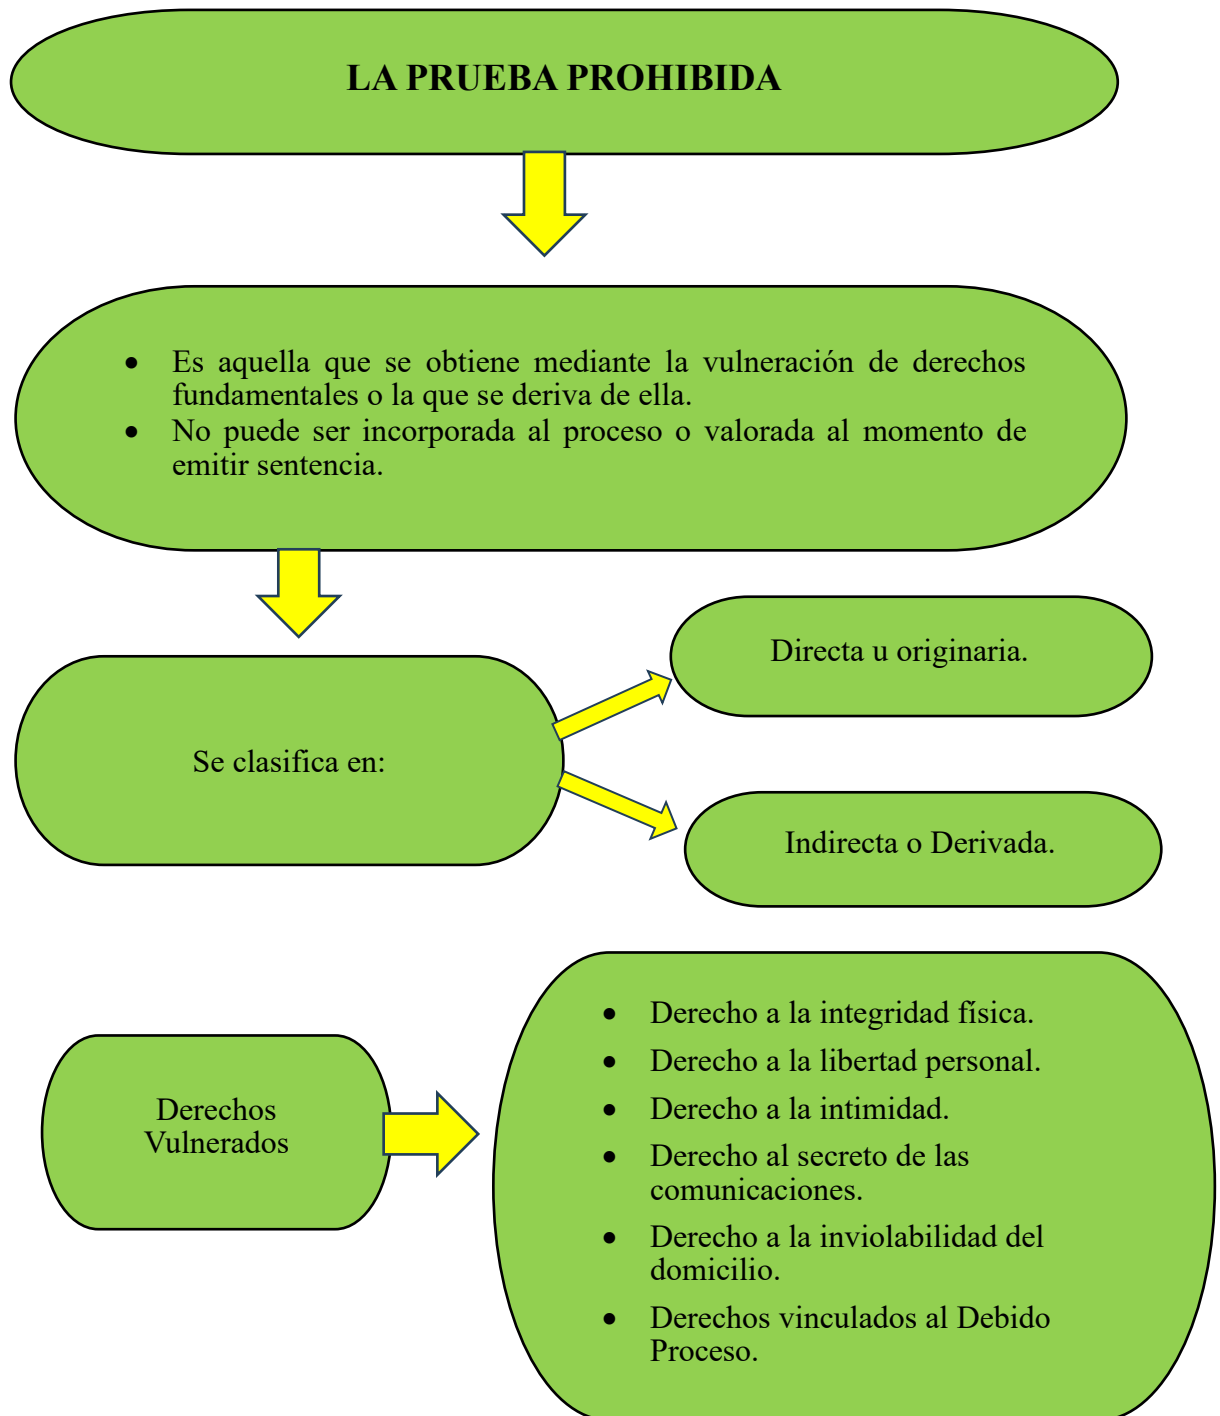 LA PRUEBA PROHIBIDA
• Es aquella que se obtiene mediante la vulneración de derechos
fundamentales o la que se deriva de ella.
• No puede ser incorporada al proceso o valorada al momento de
emitir sentencia.
Se clasifica en:
Directa u originaria.
Indirecta o Derivada.
Derechos
Vulnerados
• Derecho a la integridad física.
• Derecho a la libertad personal.
• Derecho a la intimidad.
• Derecho al secreto de las
comunicaciones.
• Derecho a la inviolabilidad del
domicilio.
• Derechos vinculados al Debido
Proceso.